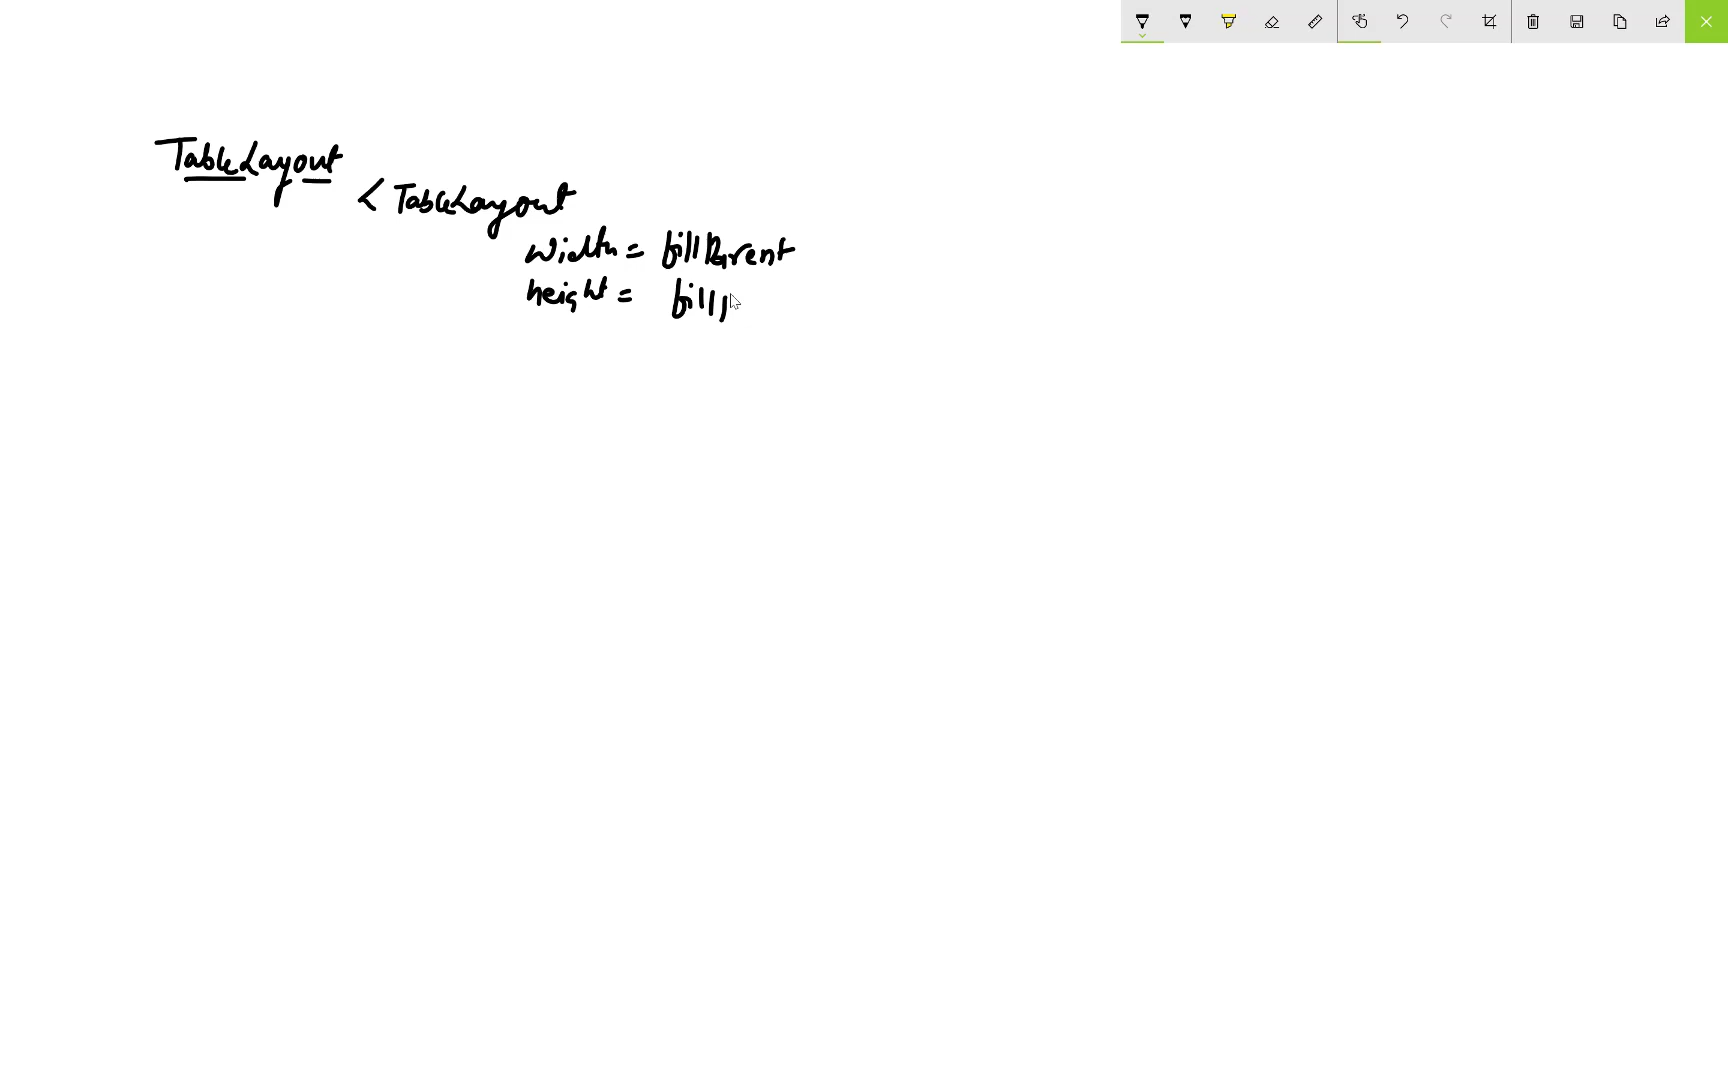 TableLayout
< TableLayout
width = fillParent
height = fill